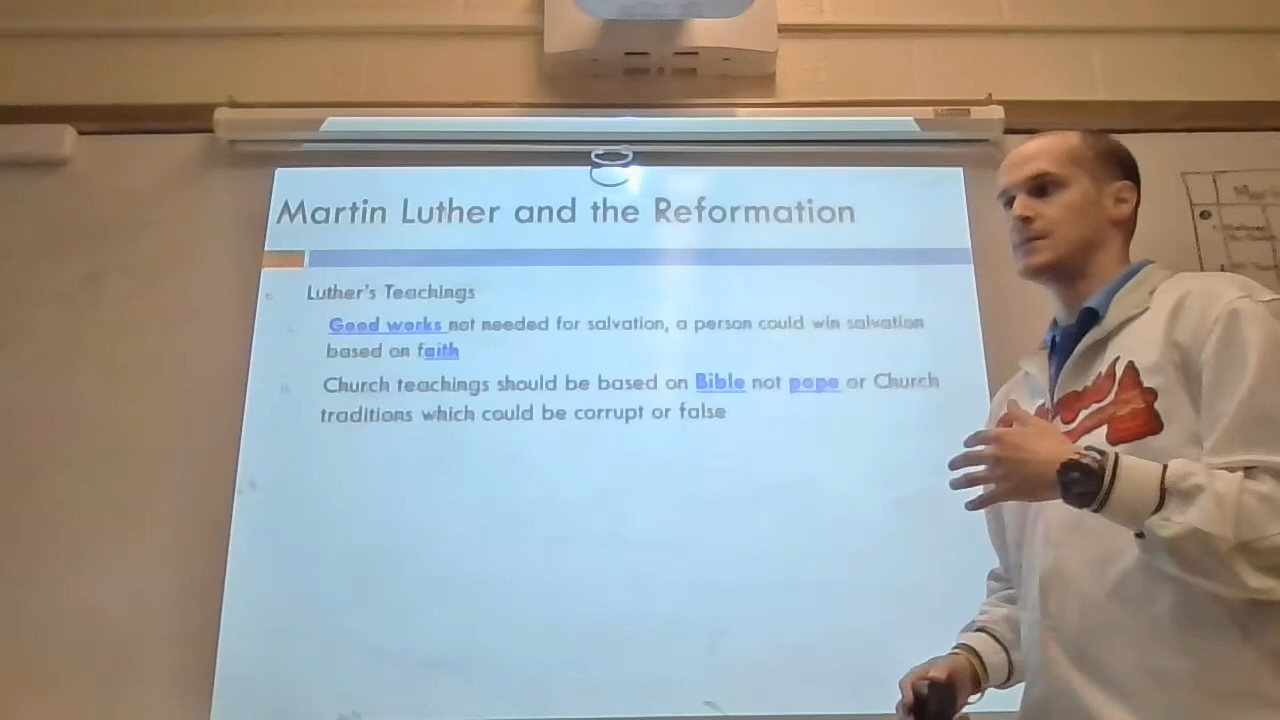 Martin Luther and the Reformation
c. Luther's Teachings
Good works not needed for salvation, a person could win salvation
based on faith
Church teachings should be based on Bible not pope or Church
traditions which could be corrupt or false